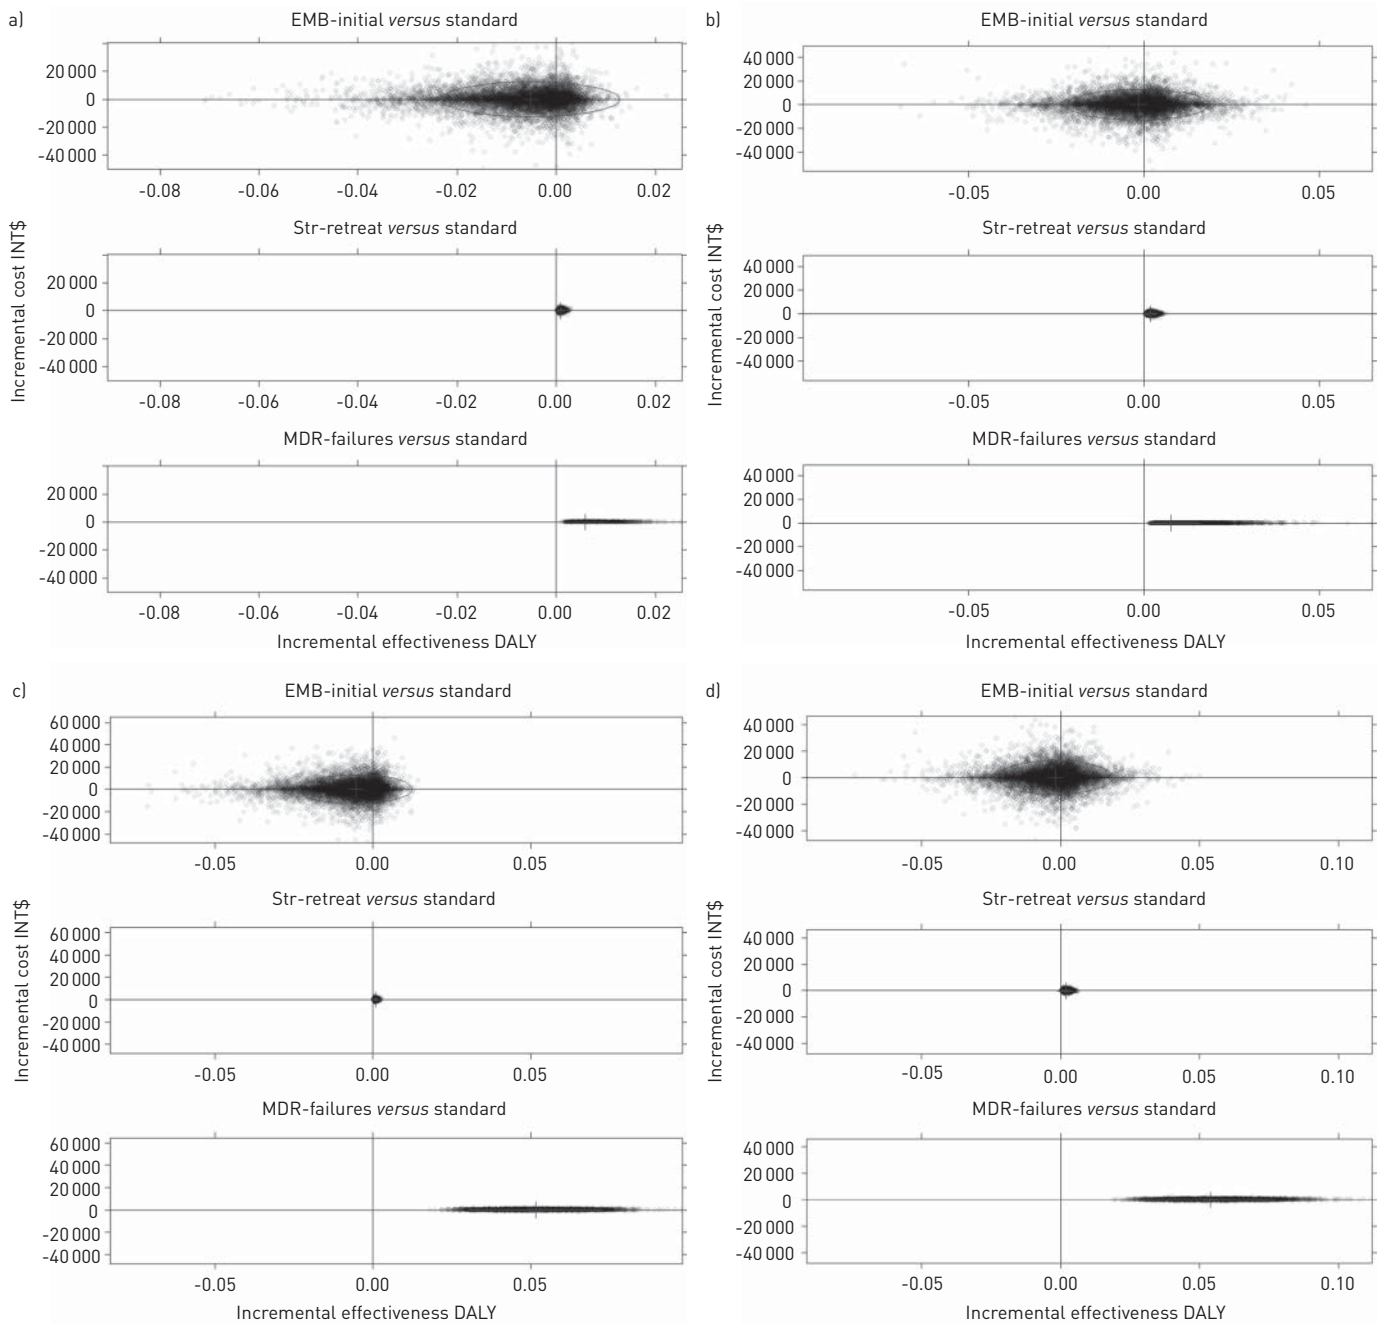 a)
EMB-initial versus standard
20 000
0
-20 000
-40 000
-0.08 -0.06 -0.04 -0.02 0.00 0.02
Str-retreat versus standard
Incremental cost INT$
20 000
0
-20 000
-40 000
-0.08 -0.06 -0.04 -0.02 0.00 0.02
MDR-failures versus standard
20 000
0
-20 000
-40 000
-0.08 -0.06 -0.04 -0.02 0.00 0.02
Incremental effectiveness DALY
b)
EMB-initial versus standard
40 000
20 000
0
-20 000
-40 000
-0.05 0.00 0.05
Str-retreat versus standard
Incremental cost INT$
40 000
20 000
0
-20 000
-40 000
-0.05 0.00 0.05
MDR-failures versus standard
40 000
20 000
0
-20 000
-40 000
-0.05 0.00 0.05
Incremental effectiveness DALY
c)
EMB-initial versus standard
60 000
40 000
20 000
0
-20 000
-40 000
-0.05 0.00 0.05
Str-retreat versus standard
Incremental cost INT$
60 000
40 000
20 000
0
-20 000
-40 000
-0.05 0.00 0.05
MDR-failures versus standard
60 000
40 000
20 000
0
-20 000
-40 000
-0.05 0.00 0.05
Incremental effectiveness DALY
d)
EMB-initial versus standard
40 000
20 000
0
-20 000
-40 000
-0.05 0.00 0.05 0.10
Str-retreat versus standard
Incremental cost INT$
40 000
20 000
0
-20 000
-40 000
-0.05 0.00 0.05 0.10
MDR-failures versus standard
40 000
20 000
0
-20 000
-40 000
-0.05 0.00 0.05 0.10
Incremental effectiveness DALY